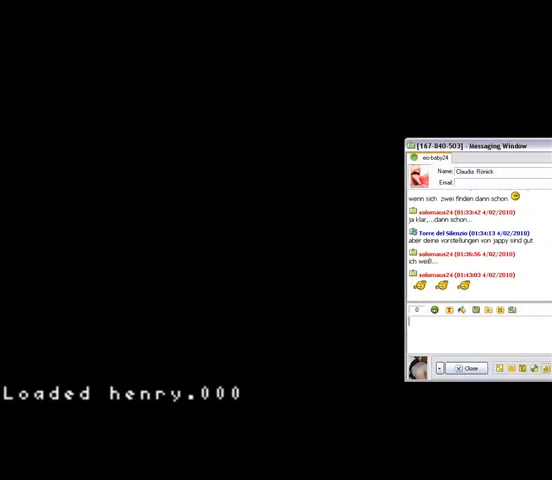 [167-840-503] - Messaging Window
eis-baby24
Name: Claudia Rönick
Email:
wenn sich zwei finden dann schon
solomaus24 (01:33:42 4/02/2010)
ja klar,...dann schon...
Torre del Silenzio (01:34:13 4/02/2010)
aber deine vorstellungen von jappy sind gut
solomaus24 (01:36:56 4/02/2010)
ich weiß...
solomaus24 (01:43:03 4/02/2010)
0
Close
Loaded henry.000